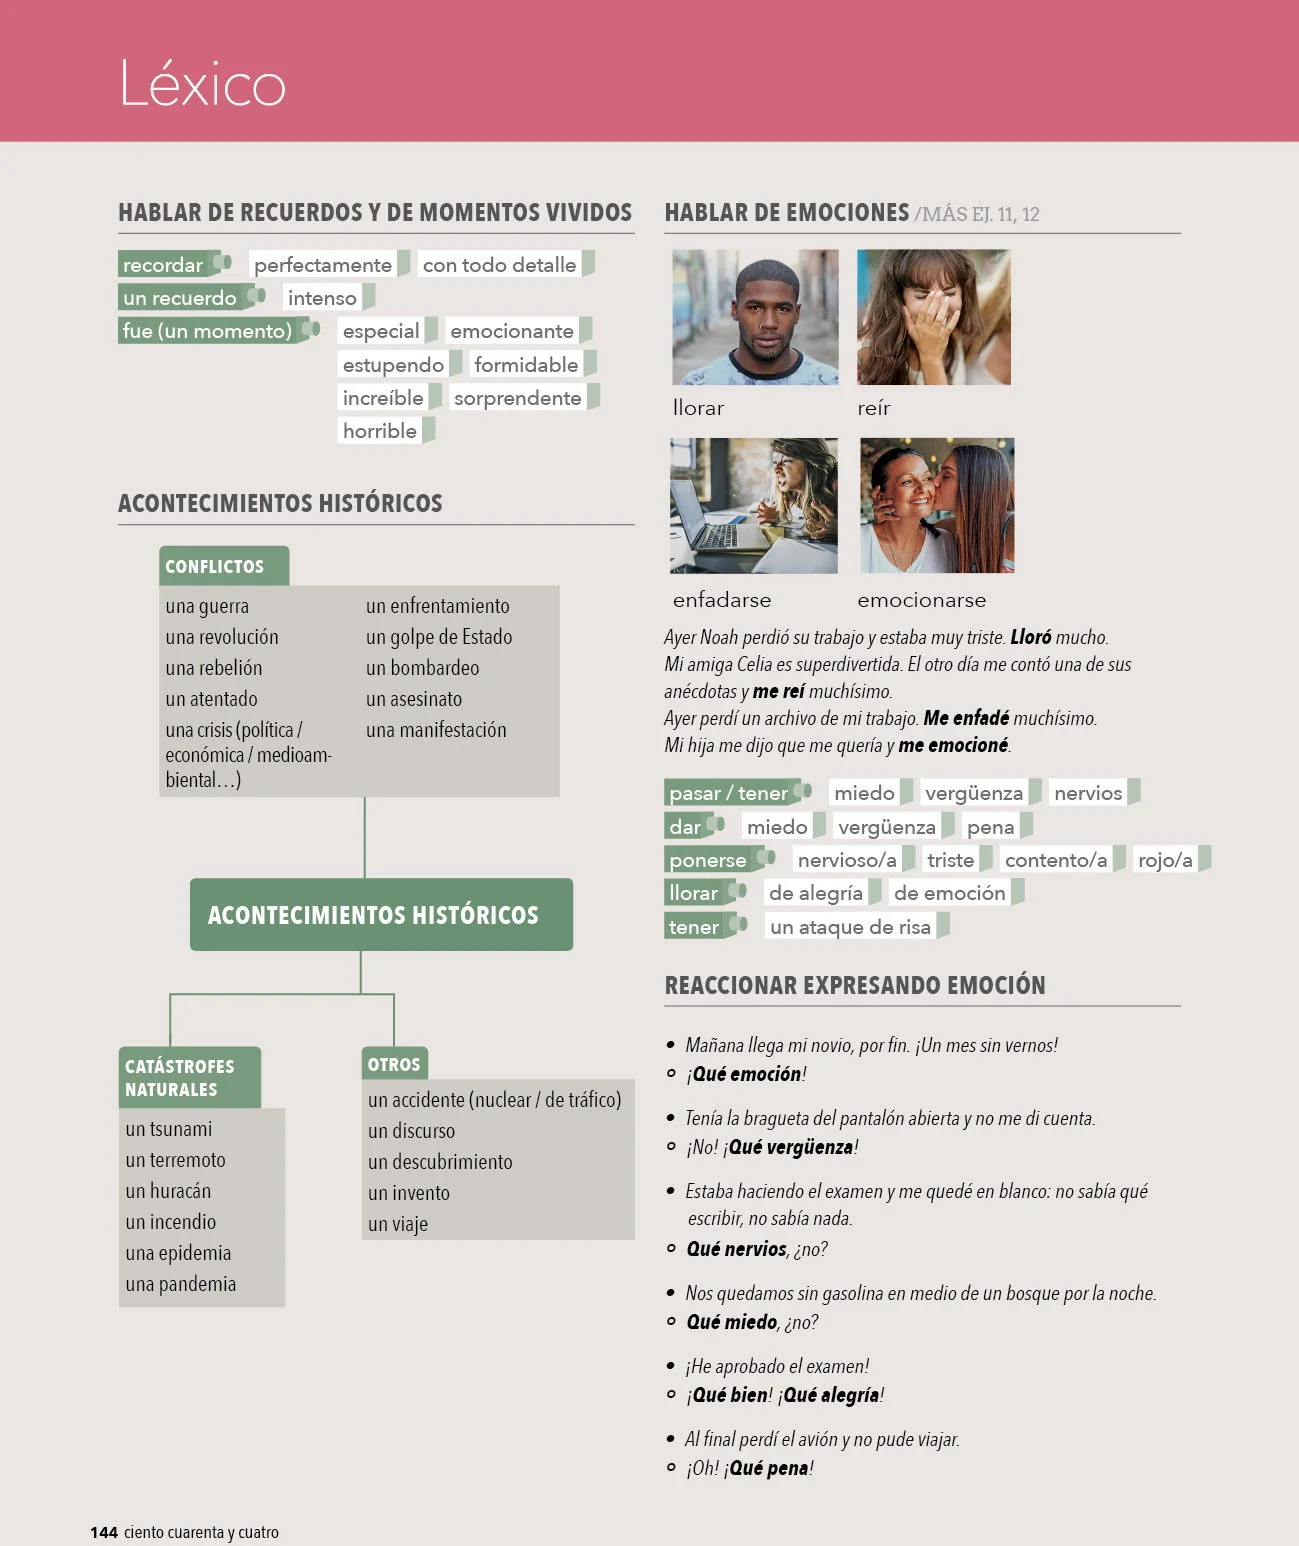 Léxico
HABLAR DE RECUERDOS Y DE MOMENTOS VIVIDOS
recordar perfectamente con todo detalle
un recuerdo intenso
fue (un momento) especial emocionante
estupendo formidable
increíble sorprendente
horrible
ACONTECIMIENTOS HISTÓRICOS
CONFLICTOS
una guerra
una revolución
una rebelión
un atentado
una crisis (política /
económica / medioam-
biental…)
un enfrentamiento
un golpe de Estado
un bombardeo
un asesinato
una manifestación
ACONTECIMIENTOS HISTÓRICOS
CATÁSTROFES
NATURALES
un tsunami
un terremoto
un huracán
un incendio
una epidemia
una pandemia
OTROS
un accidente (nuclear / de tráfico)
un discurso
un descubrimiento
un invento
un viaje
HABLAR DE EMOCIONES /MÁS EJ. 11, 12
llorar
reír
enfadarse
emocionarse
Ayer Noah perdió su trabajo y estaba muy triste. Lloró mucho.
Mi amiga Celia es superdivertida. El otro día me contó una de sus
anécdotas y me reí muchísimo.
Ayer perdí un archivo de mi trabajo. Me enfadé muchísimo.
Mi hija me dijo que me quería y me emocioné.
pasar / tener miedo vergüenza nervios
dar miedo vergüenza pena
ponerse nervioso/a triste contento/a rojo/a
llorar de alegría de emoción
tener un ataque de risa
REACCIONAR EXPRESANDO EMOCIÓN
• Mañana llega mi novio, por fin. ¡Un mes sin vernos!
○ ¡Qué emoción!
• Tenía la bragueta del pantalón abierta y no me di cuenta.
○ ¡No! ¡Qué vergüenza!
• Estaba haciendo el examen y me quedé en blanco: no sabía qué
escribir, no sabía nada.
○ Qué nervios, ¿no?
• Nos quedamos sin gasolina en medio de un bosque por la noche.
○ Qué miedo, ¿no?
• ¡He aprobado el examen!
○ ¡Qué bien! ¡Qué alegría!
• Al final perdí el avión y no pude viajar.
○ ¡Oh! ¡Qué pena!
144 ciento cuarenta y cuatro